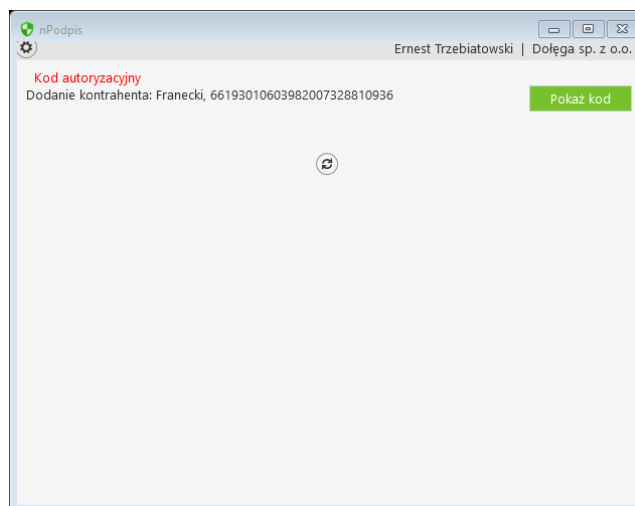 nPodpis
Ernest Trzebiatowski | Dołęga sp. z o.o.
Kod autoryzacyjny
Dodanie kontrahenta: Franecki, 66193010603982007328810936
Pokaż kod